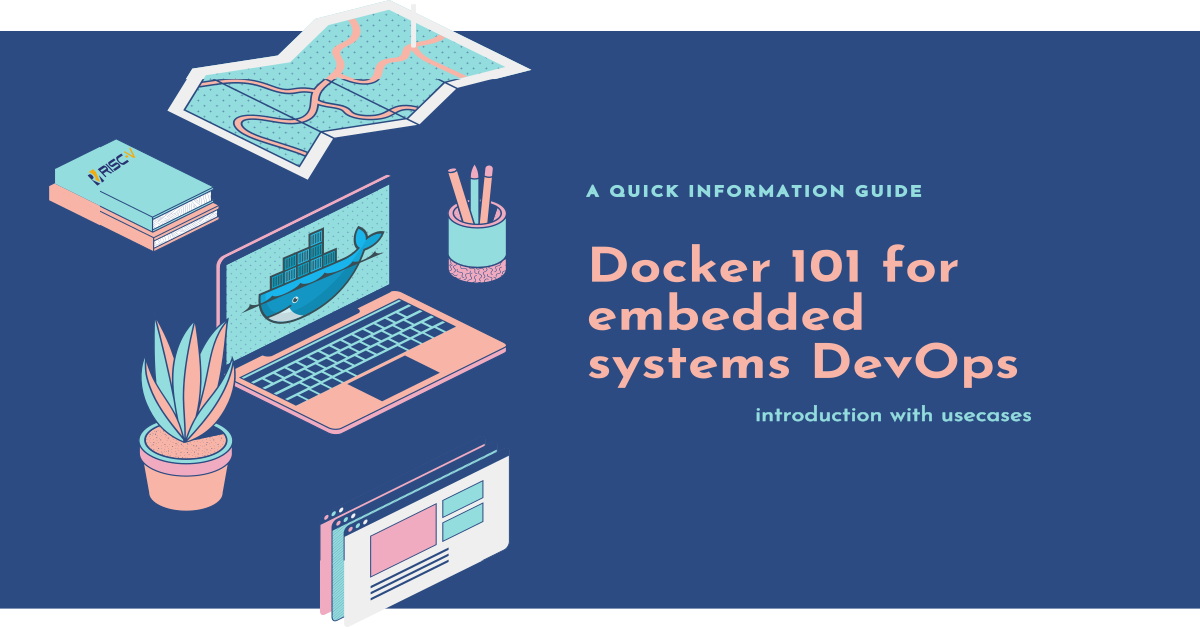 RISC-V
A QUICK INFORMATION GUIDE
Docker 101 for
embedded
systems DevOps
introduction with usecases